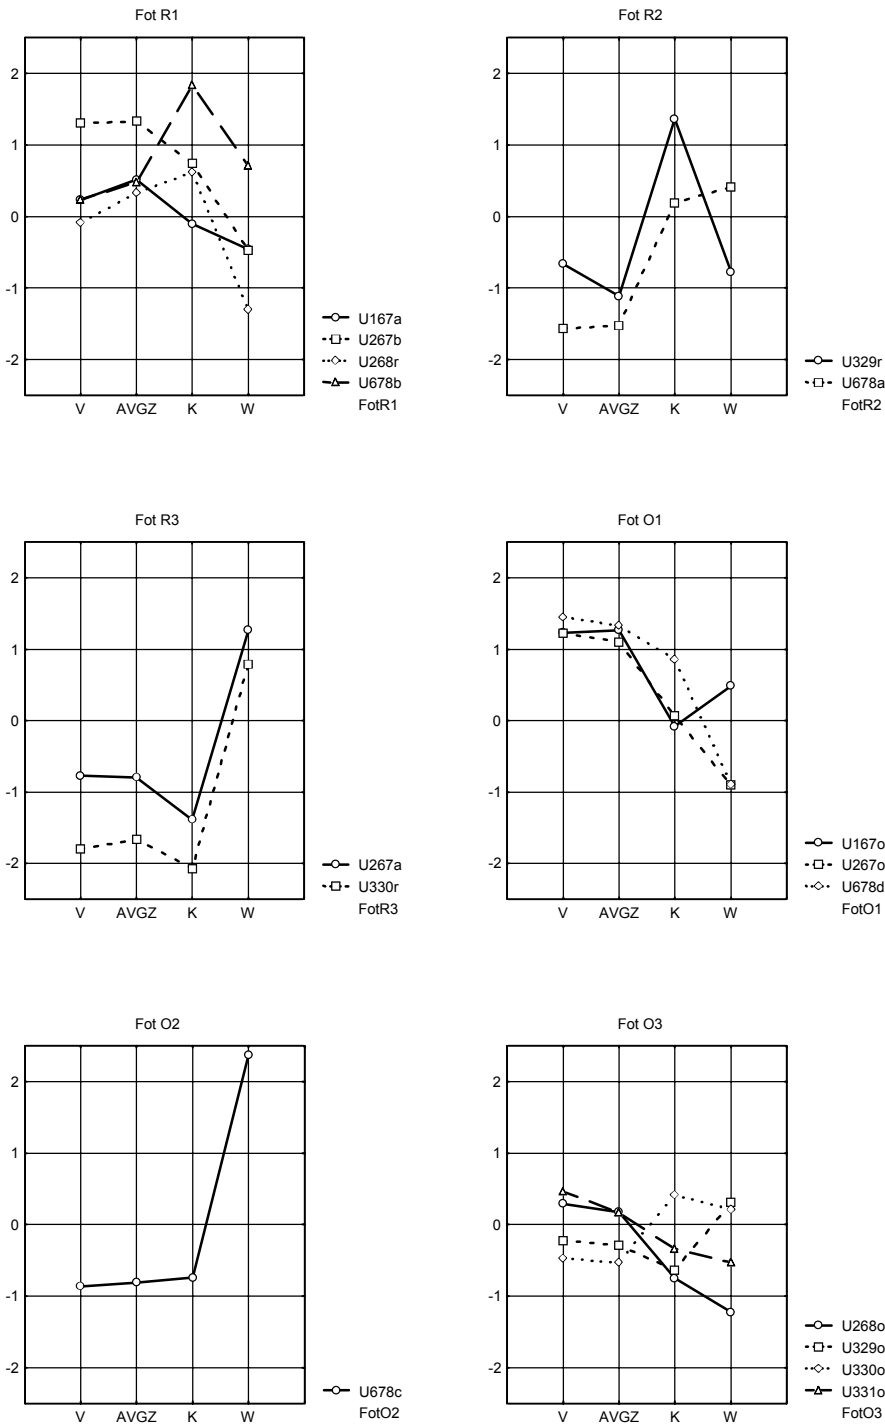 Fot R1
2
1
0
-1
-2
V AVGZ K W
U167a
U267b
U268r
U678b
FotR1
Fot R2
2
1
0
-1
-2
V AVGZ K W
U329r
U678a
FotR2
Fot R3
2
1
0
-1
-2
V AVGZ K W
U267a
U330r
FotR3
Fot O1
2
1
0
-1
-2
V AVGZ K W
U167o
U267o
U678d
FotO1
Fot O2
2
1
0
-1
-2
V AVGZ K W
U678c
FotO2
Fot O3
2
1
0
-1
-2
V AVGZ K W
U268o
U329o
U330o
U331o
FotO3